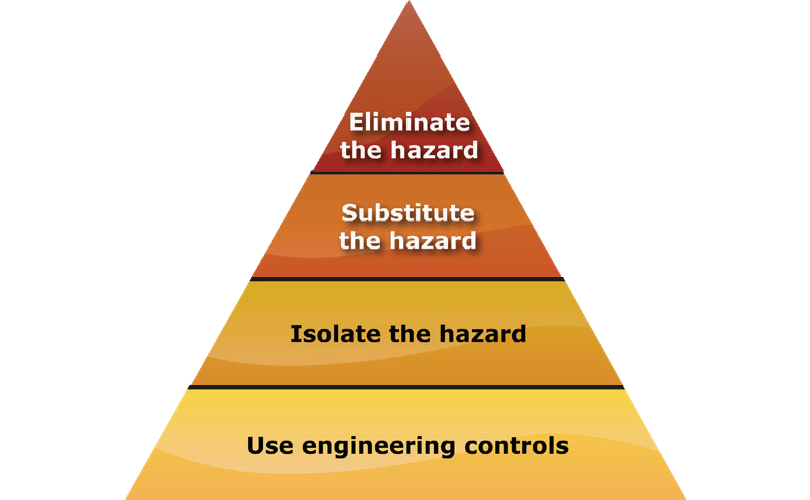 Eliminate
the hazard
Substitute
the hazard
Isolate the hazard
Use engineering controls